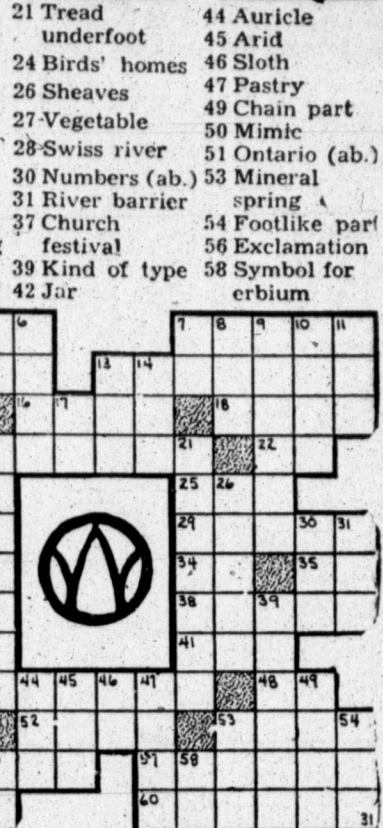 21 Tread
underfoot
24 Birds' homes
26 Sheaves
27 Vegetable
28 Swiss river
30 Numbers (ab.)
31 River barrier
37 Church
festival
39 Kind of type
42 Jar
44 Auricle
45 Arid
46 Sloth
47 Pastry
49 Chain part
50 Mimic
51 Ontario (ab.)
53 Mineral
spring
54 Footlike part
56 Exclamation
58 Symbol for
erbium
6 7 8 9 10 11
13 14
16 17 18
21 22
25 26
29 30 31
34 35
38 39
41
44 45 46 47 48 49
52 53 54
57 58
60
31